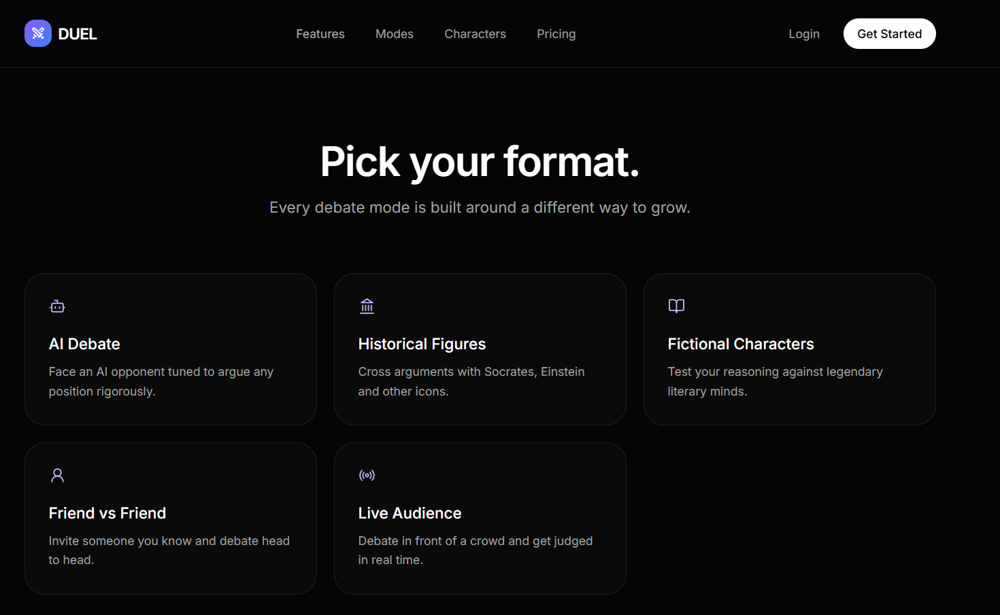 DUEL
Features
Modes
Characters
Pricing
Login
Get Started
Pick your format.
Every debate mode is built around a different way to grow.
AI Debate
Face an AI opponent tuned to argue any
position rigorously.
Historical Figures
Cross arguments with Socrates, Einstein
and other icons.
Fictional Characters
Test your reasoning against legendary
literary minds.
Friend vs Friend
Invite someone you know and debate head
to head.
Live Audience
Debate in front of a crowd and get judged
in real time.